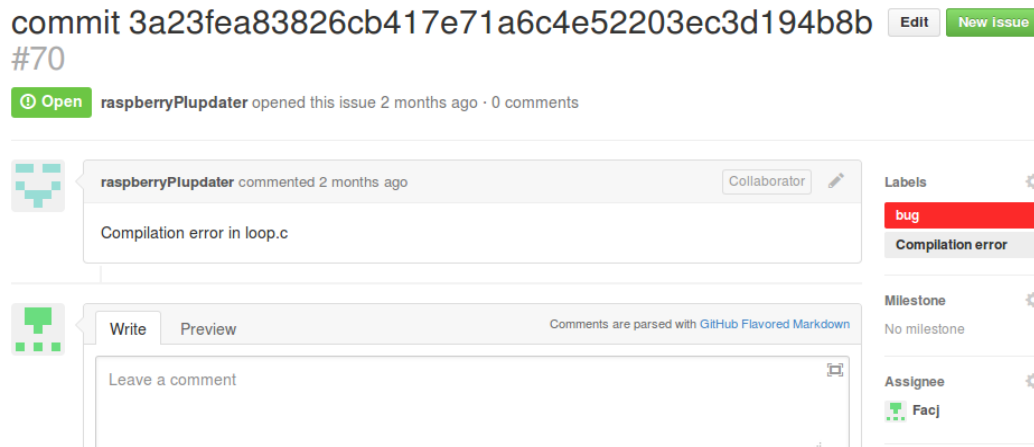 commit 3a23fea83826cb417e71a6c4e52203ec3d194b8b
Edit
New issue
#70
Open
raspberryPIupdater opened this issue 2 months ago · 0 comments
raspberryPIupdater commented 2 months ago
Collaborator
Compilation error in loop.c
Labels
bug
Compilation error
Milestone
No milestone
Assignee
Facj
Write
Preview
Comments are parsed with GitHub Flavored Markdown
Leave a comment